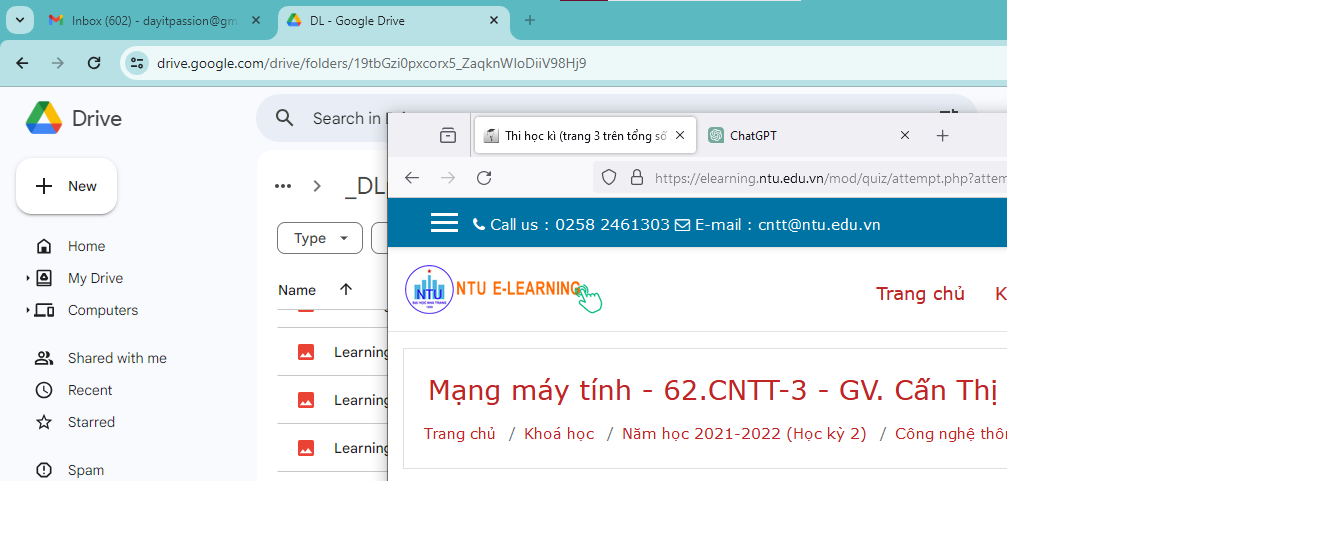 Inbox (602) - dayitpassion@gm
DL - Google Drive
drive.google.com/drive/folders/19tbGzi0pxcorx5_ZaqknWIoDiiV98Hj9
Drive
Search in
New
_DL
Type
Home
My Drive
Computers
Name
Shared with me
Learning
Recent
Learning
Starred
Learning
Spam
Thi học kì (trang 3 trên tổng số
ChatGPT
https://elearning.ntu.edu.vn/mod/quiz/attempt.php?attem
Call us : 0258 2461303 E-mail : cntt@ntu.edu.vn
NTU
NTU E-LEARNING
Trang chủ K
Mạng máy tính - 62.CNTT-3 - GV. Cấn Thị
Trang chủ / Khoá học / Năm học 2021-2022 (Học kỳ 2) / Công nghệ thôn